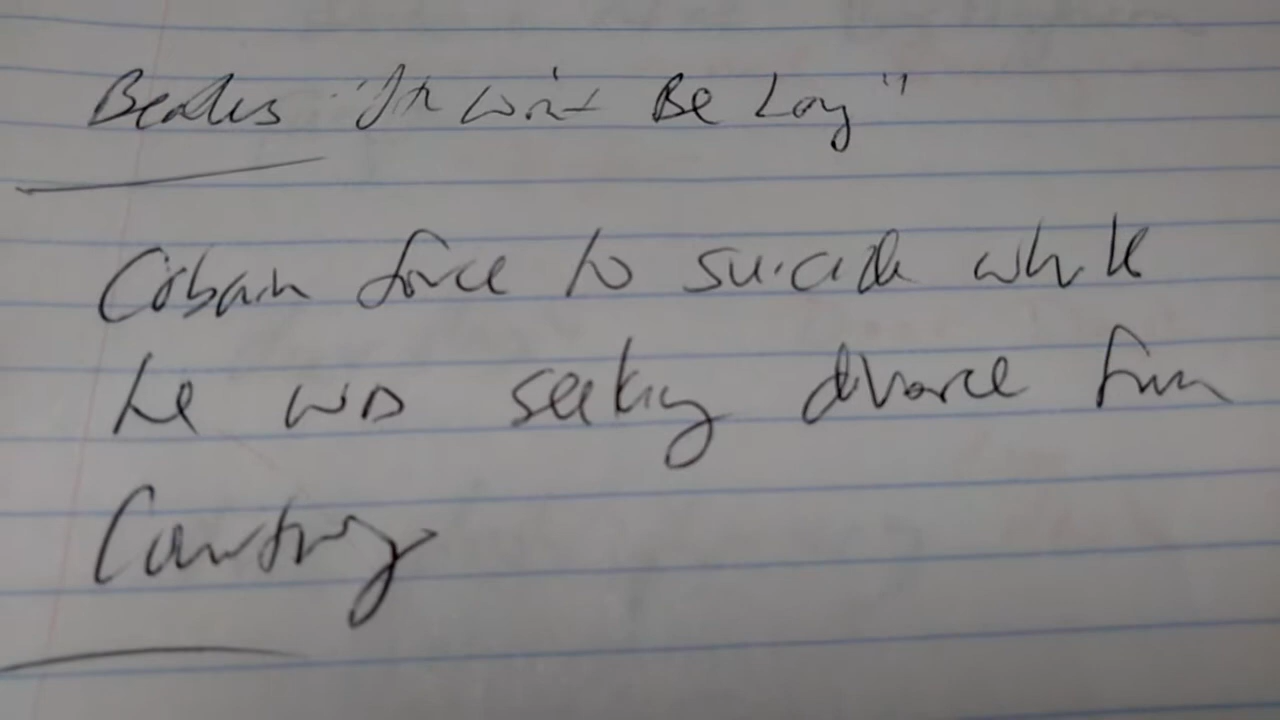 Beatles "It Won't Be Long"
Cobain force to suicide while
he was seeking divorce from
Courtney